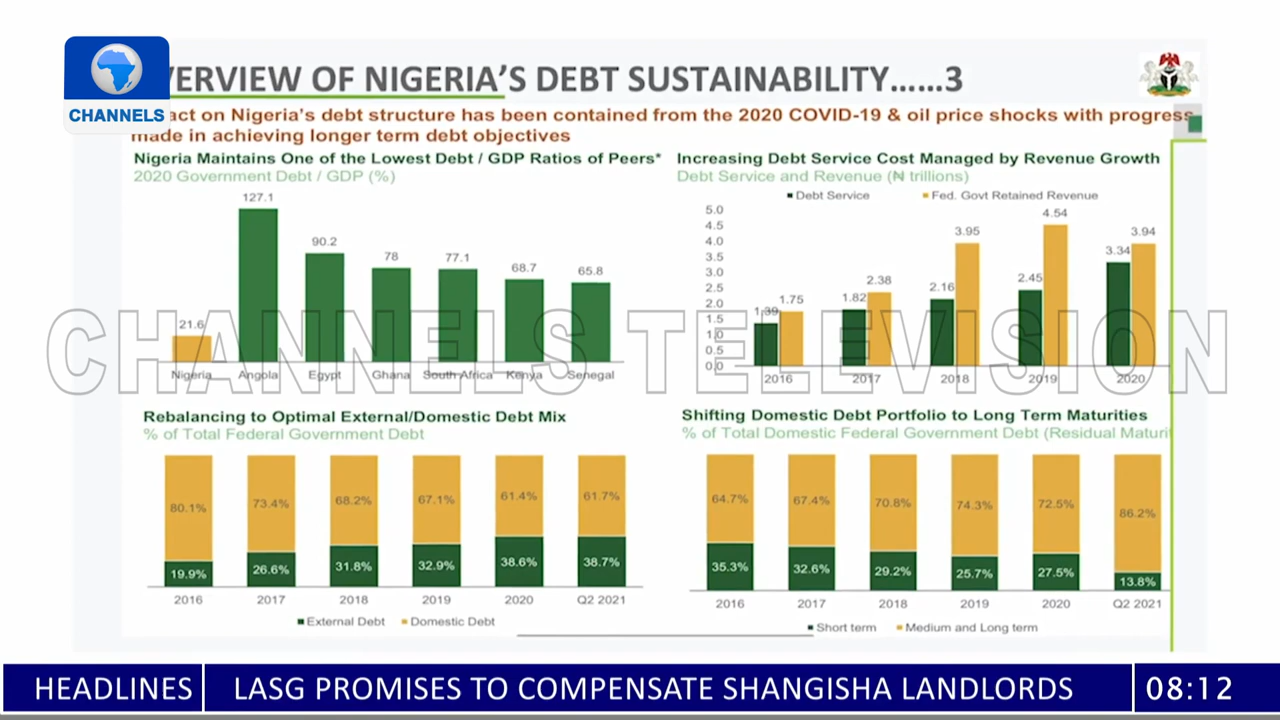 CHANNELS
VERVIEW OF NIGERIA'S DEBT SUSTAINABILITY……3
act on Nigeria's debt structure has been contained from the 2020 COVID-19 & oil price shocks with progress
made in achieving longer term debt objectives
Nigeria Maintains One of the Lowest Debt / GDP Ratios of Peers*
2020 Government Debt / GDP (%)
127.1
90.2
78
77.1
68.7
65.8
21.6
Nigeria Angola Egypt Ghana South Africa Kenya Senegal
Increasing Debt Service Cost Managed by Revenue Growth
Debt Service and Revenue (₦ trillions)
Debt Service Fed. Govt Retained Revenue
5.0
4.5
4.0
3.5
3.0
2.5
2.0
1.5
1.0
0.5
0.0
1.39 1.75
1.82 2.38
2.16 3.95
2.45 4.54
3.34 3.94
2016 2017 2018 2019 2020
CHANNELS TELEVISION
Rebalancing to Optimal External/Domestic Debt Mix
% of Total Federal Government Debt
80.1% 73.4% 68.2% 67.1% 61.4% 61.7%
19.9% 26.6% 31.8% 32.9% 38.6% 38.7%
2016 2017 2018 2019 2020 Q2 2021
External Debt Domestic Debt
Shifting Domestic Debt Portfolio to Long Term Maturities
% of Total Domestic Federal Government Debt (Residual Maturi
64.7% 67.4% 70.8% 74.3% 72.5% 86.2%
35.3% 32.6% 29.2% 25.7% 27.5% 13.8%
2016 2017 2018 2019 2020 Q2 2021
Short term Medium and Long term
HEADLINES LASG PROMISES TO COMPENSATE SHANGISHA LANDLORDS 08:12